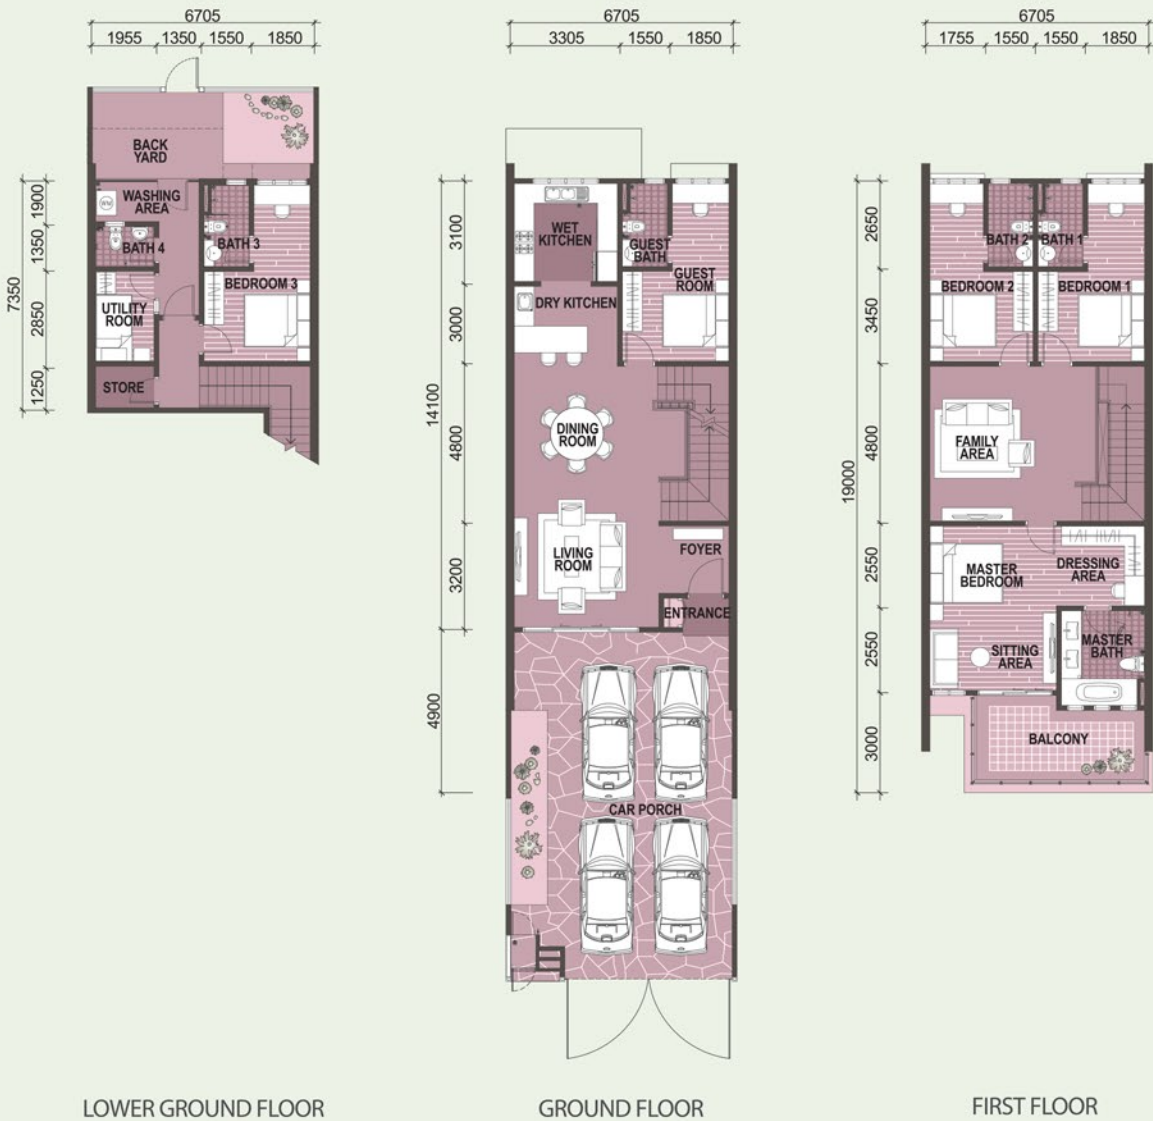 6705
1955
1350
1550
1850
BACK
YARD
WASHING
AREA
WM
BATH 4
BATH 3
BEDROOM 3
UTILITY
ROOM
STORE
7350
1900
1350
2850
1250
LOWER GROUND FLOOR
6705
3305
1550
1850
WET
KITCHEN
GUEST
BATH
GUEST
ROOM
DRY KITCHEN
DINING
ROOM
LIVING
ROOM
FOYER
ENTRANCE
CAR PORCH
14100
3100
3000
4800
3200
4900
GROUND FLOOR
6705
1755
1550
1550
1850
BATH 2
BATH 1
BEDROOM 2
BEDROOM 1
FAMILY
AREA
MASTER
BEDROOM
DRESSING
AREA
SITTING
AREA
MASTER
BATH
BALCONY
19000
2650
3450
4800
2550
2550
3000
FIRST FLOOR